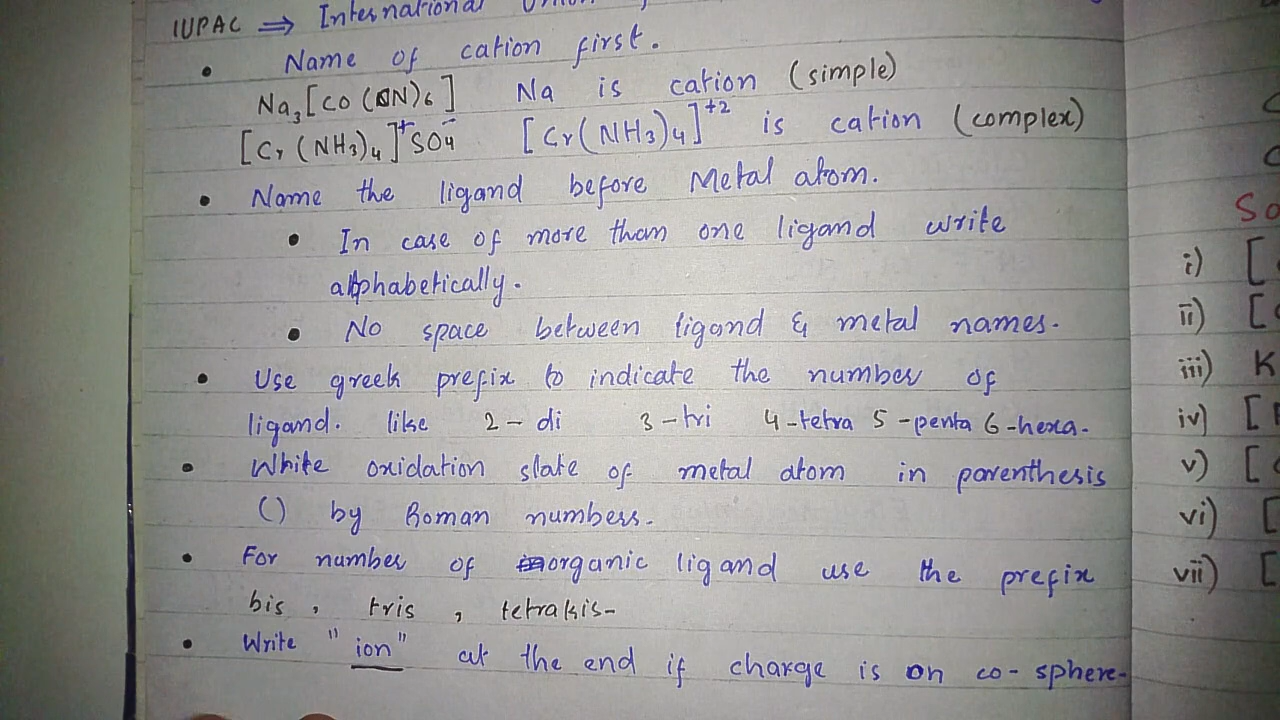 IUPAC ⇒ International
• Name of cation first.
Na3[CO(CN)6] Na is cation (simple)
[Cr(NH3)4]+SO4- [Cr(NH3)4]+2 is cation (complex)
• Name the ligand before Metal atom.
• In case of more than one ligand write
alphabetically.
• No space between ligand & metal names.
• Use greek prefix to indicate the number of
ligand. like 2-di 3-tri 4-tetra 5-penta 6-hexa.
• White oxidation state of metal atom in parenthesis
() by Roman numbers.
• For number of organic ligand use the prefix
bis, tris, tetrakis-
• Write "ion" at the end if charge is on co-sphere-
i) [
ii) [
iii) K
iv) [
v) [
vi) [
vii) [